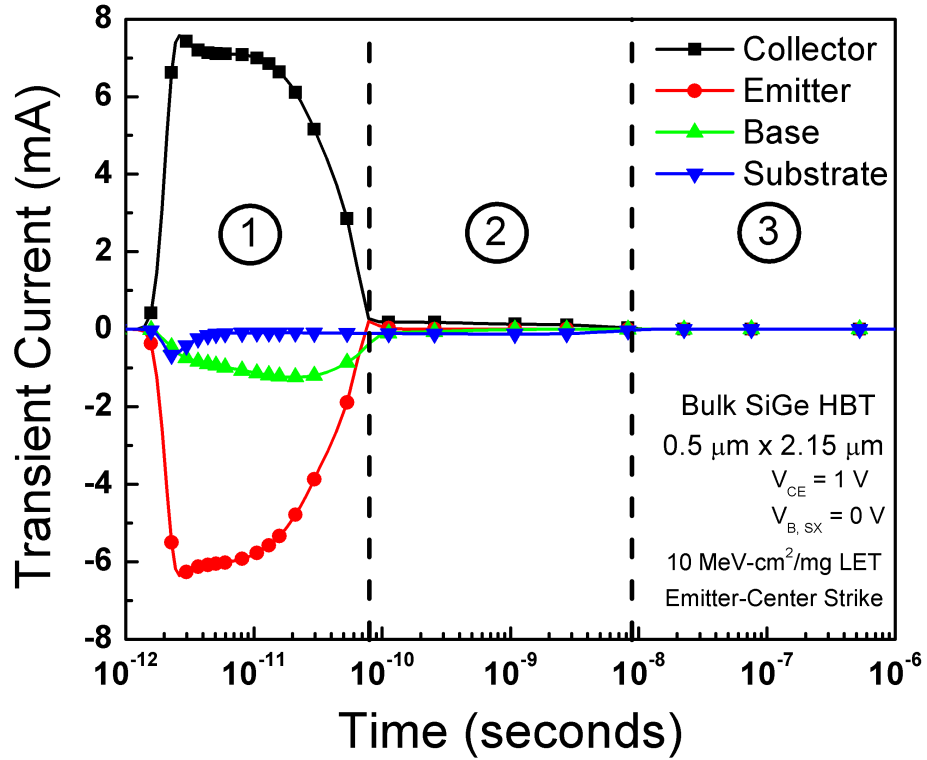 8
6
4
2
0
-2
-4
-6
-8
Transient Current (mA)
Collector
Emitter
Base
Substrate
1
2
3
Bulk SiGe HBT
0.5 μm x 2.15 μm
V_CE = 1 V
V_B, SX = 0 V
10 MeV-cm²/mg LET
Emitter-Center Strike
10⁻¹² 10⁻¹¹ 10⁻¹⁰ 10⁻⁹ 10⁻⁸ 10⁻⁷ 10⁻⁶
Time (seconds)